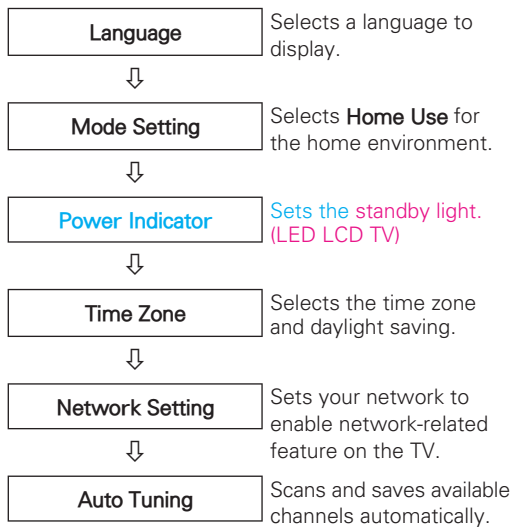 Language
Selects a language to
display.
⇩
Mode Setting
Selects Home Use for
the home environment.
⇩
Power Indicator
Sets the standby light.
(LED LCD TV)
⇩
Time Zone
Selects the time zone
and daylight saving.
⇩
Network Setting
Sets your network to
enable network-related
feature on the TV.
⇩
Auto Tuning
Scans and saves available
channels automatically.